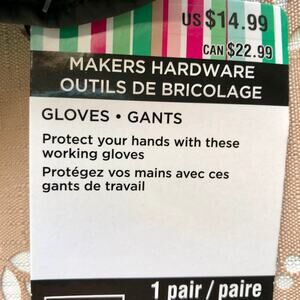 US $14.99
CAN $22.99
MAKERS HARDWARE
OUTILS DE BRICOLAGE
GLOVES • GANTS
Protect your hands with these
working gloves
Protégez vos mains avec ces
gants de travail
1 pair / paire